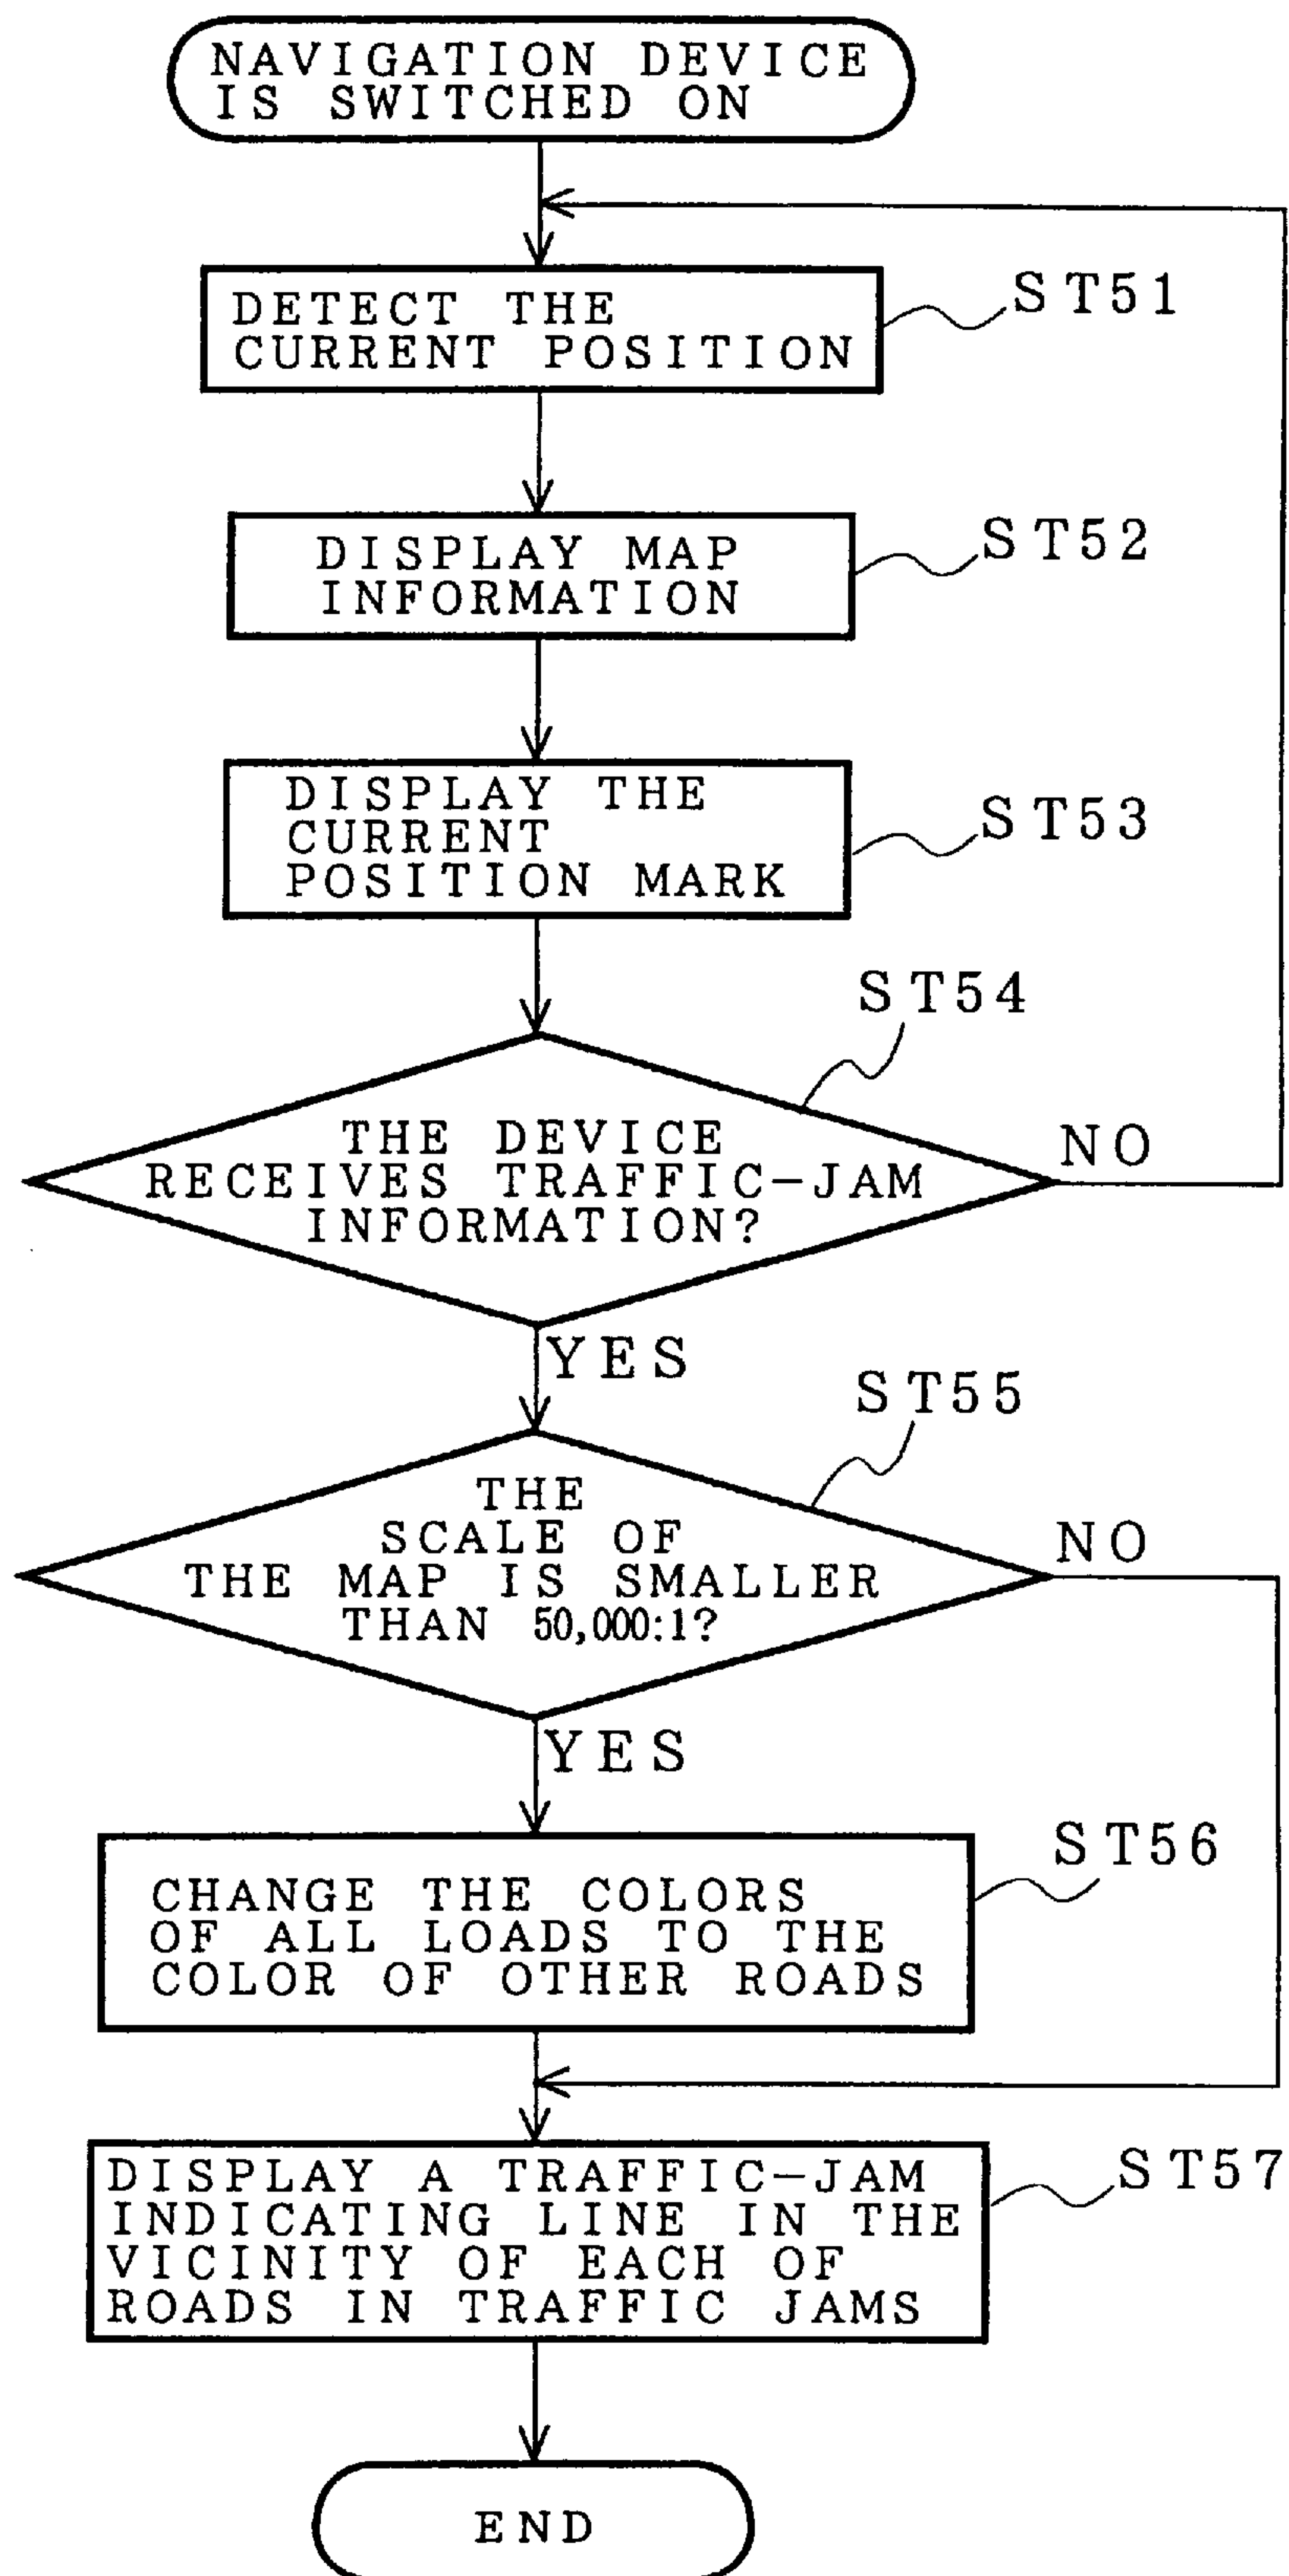 NAVIGATION DEVICE
IS SWITCHED ON
DETECT THE
CURRENT POSITION
ST51
DISPLAY MAP
INFORMATION
ST52
DISPLAY THE
CURRENT
POSITION MARK
ST53
ST54
THE DEVICE
RECEIVES TRAFFIC-JAM
INFORMATION?
NO
YES
ST55
THE
SCALE OF
THE MAP IS SMALLER
THAN 50,000:1?
NO
YES
ST56
CHANGE THE COLORS
OF ALL LOADS TO THE
COLOR OF OTHER ROADS
DISPLAY A TRAFFIC-JAM
INDICATING LINE IN THE
VICINITY OF EACH OF
ROADS IN TRAFFIC JAMS
ST57
END